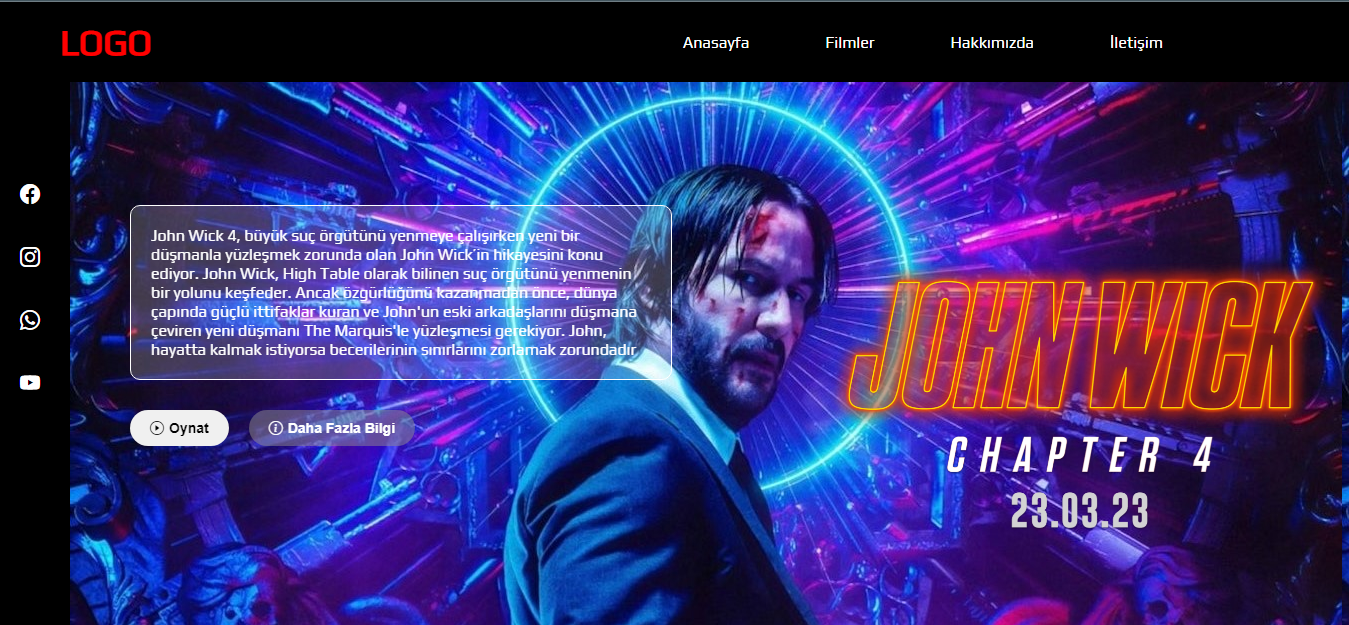 LOGO
Anasayfa Filmler Hakkımızda İletişim
John Wick 4, büyük suç örgütünü yenmeye çalışırken yeni bir
düşmanla yüzleşmek zorunda olan John Wick'in hikayesini konu
ediyor. John Wick, High Table olarak bilinen suç örgütünü yenmenin
bir yolunu keşfeder. Ancak özgürlüğünü kazanmadan önce, dünya
çapında güçlü ittifaklar kuran ve John'un eski arkadaşlarını düşmana
çeviren yeni düşmanı The Marquis'le yüzleşmesi gerekiyor. John,
hayatta kalmak istiyorsa becerilerinin sınırlarını zorlamak zorundadır
Oynat
Daha Fazla Bilgi
JOHN WICK
CHAPTER 4
23.03.23